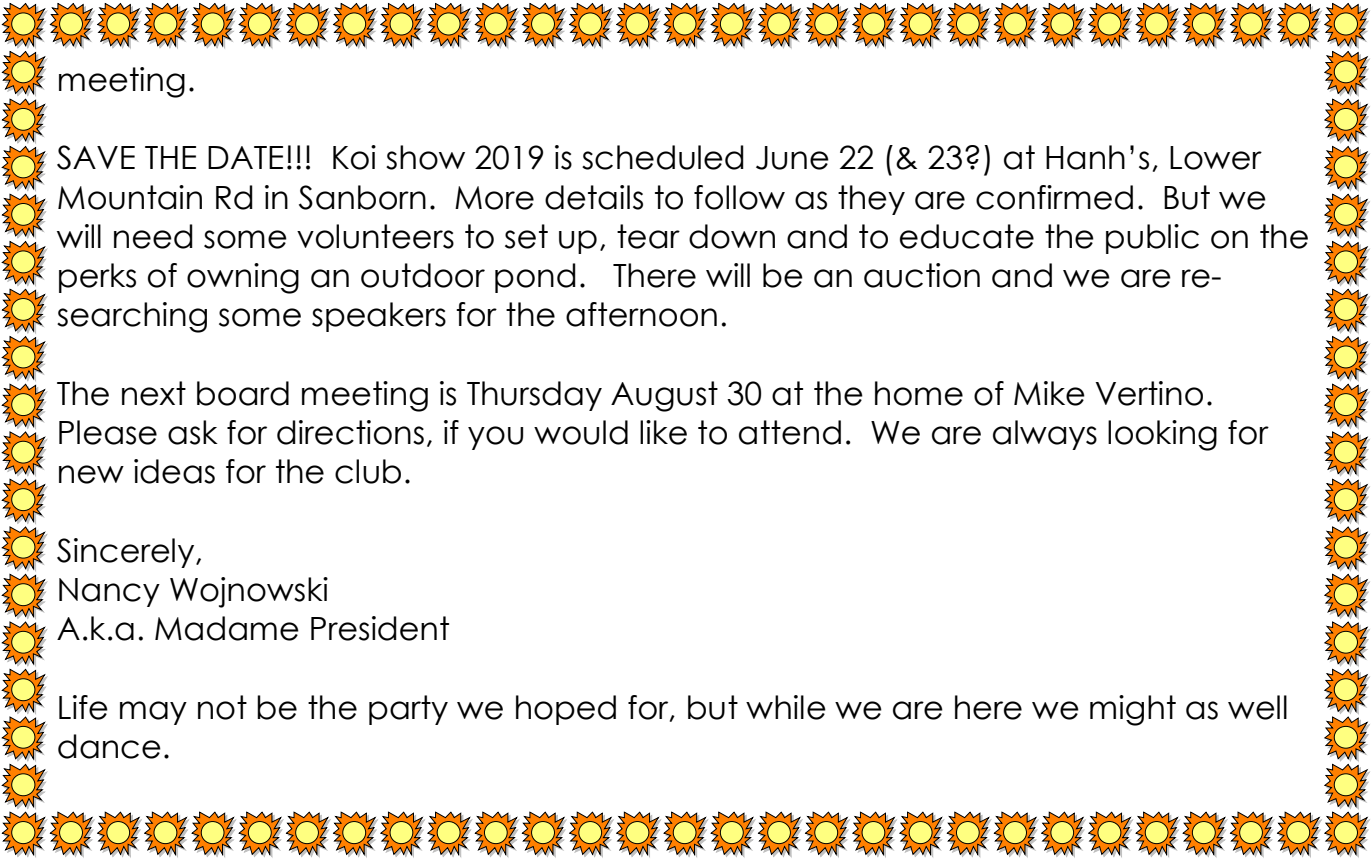 meeting.
SAVE THE DATE!!!  Koi show 2019 is scheduled June 22 (& 23?) at Hanh’s, Lower
Mountain Rd in Sanborn.  More details to follow as they are confirmed.  But we
will need some volunteers to set up, tear down and to educate the public on the
perks of owning an outdoor pond.   There will be an auction and we are re-
searching some speakers for the afternoon.
The next board meeting is Thursday August 30 at the home of Mike Vertino.
Please ask for directions, if you would like to attend.  We are always looking for
new ideas for the club.
Sincerely,
Nancy Wojnowski
A.k.a. Madame President
Life may not be the party we hoped for, but while we are here we might as well
dance.